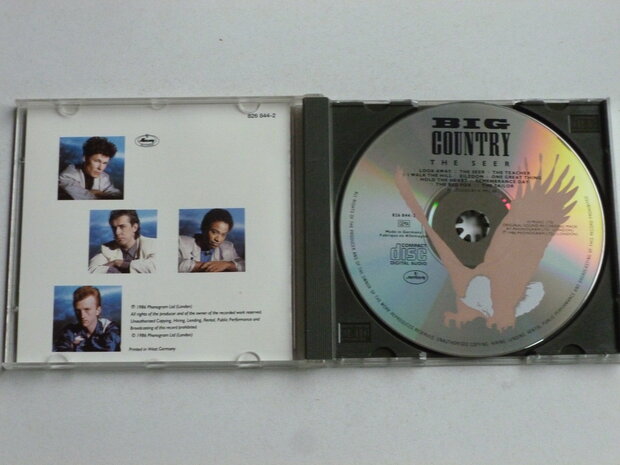 826 844-2
Mercury
℗ 1986 Phonogram Ltd (London)
All rights of the producer and of the owner of the recorded work reserved.
Unauthorised Copying, Hiring, Lending, Rental, Public Performance and
Broadcasting of this record prohibited.
© 1986 Phonogram Ltd (London)
Printed in West Germany
BIG
COUNTRY
THE SEER
LOOK AWAY · THE SEER · THE TEACHER
I WALK THE HILL · EILEDON · ONE GREAT THING
HOLD THE HEART · REMEMBRANCE DAY
THE RED FOX · THE SAILOR
826 844-2
Made in Germany
COMPACT
disc
DIGITAL AUDIO
Mercury